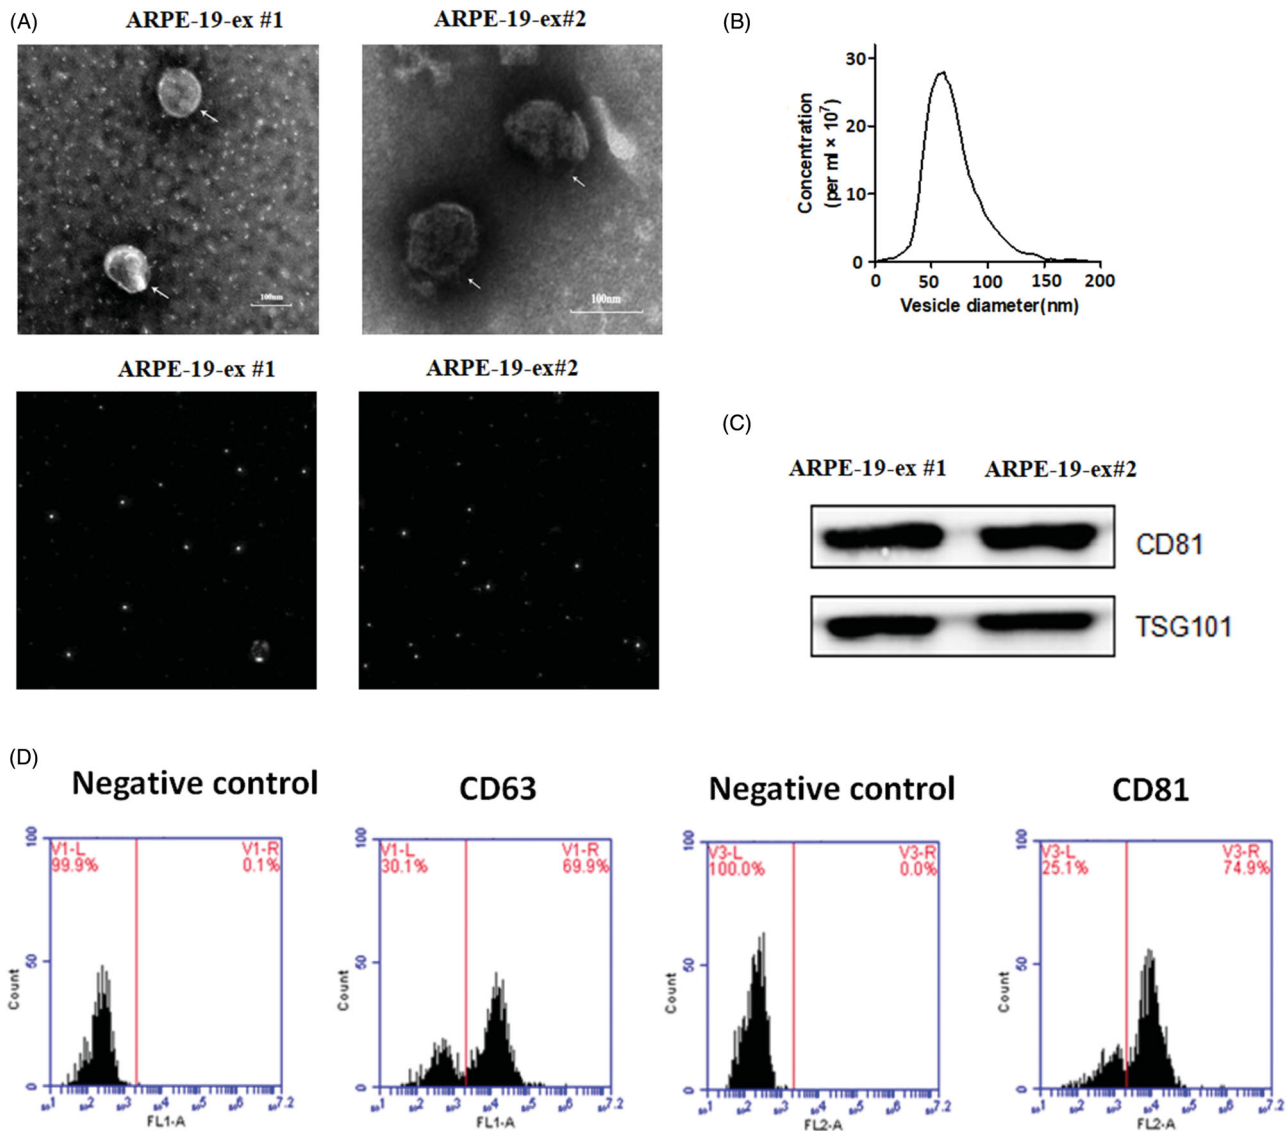 (A)
ARPE-19-ex #1
ARPE-19-ex#2
100nm
100nm
ARPE-19-ex #1
ARPE-19-ex#2
(B)
Concentration
(per ml × 10⁷)
30
20
10
0
0 50 100 150 200
Vesicle diameter(nm)
(C)
ARPE-19-ex #1
ARPE-19-ex#2
CD81
TSG101
(D)
Negative control
V1-L
99.9%
V1-R
0.1%
100
50
0
Count
FL1-A
CD63
V1-L
30.1%
V1-R
69.9%
100
50
0
Count
FL1-A
Negative control
V3-L
100.0%
V3-R
0.0%
100
50
0
Count
FL2-A
CD81
V3-L
25.1%
V3-R
74.9%
100
50
0
Count
FL2-A